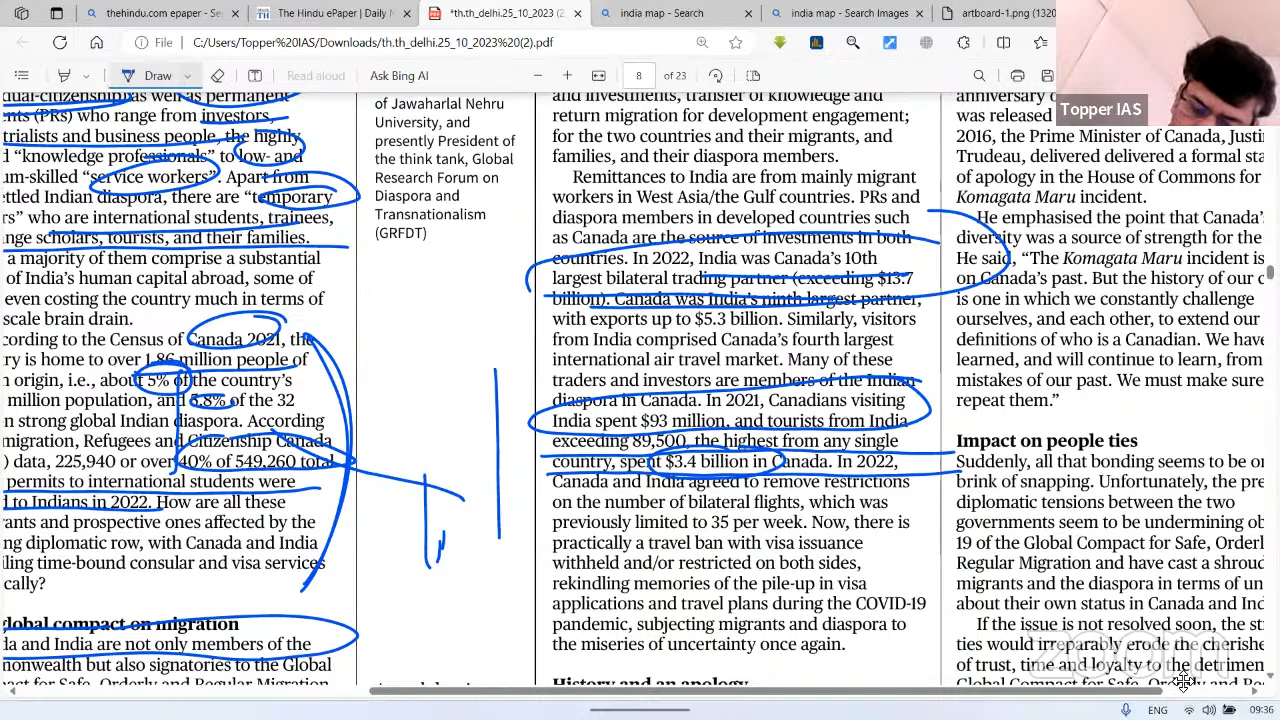 thehindu.com epaper - Search
The Hindu ePaper | Daily N
*th.th_delhi.25_10_2023 (2).p
india map - Search
india map - Search Images
artboard-1.png (1320
File
C:/Users/Topper%20IAS/Downloads/th.th_delhi.25_10_2023%20(2).pdf
Draw
Read aloud
Ask Bing AI
8 of 23
Topper IAS
dual-citizenship as well as permanent
nts (PRs) who range from investors,
trialists and business people, the highly
d “knowledge professionals” to low- and
um-skilled “service workers”. Apart from
ettled Indian diaspora, there are “temporary
rs” who are international students, trainees,
nge scholars, tourists, and their families.
a majority of them comprise a substantial
of India’s human capital abroad, some of
even costing the country much in terms of
scale brain drain.
cording to the Census of Canada 2021, the
ry is home to over 1.86 million people of
n origin, i.e., about 5% of the country’s
million population, and 5.8% of the 32
n strong global Indian diaspora. According
migration, Refugees and Citizenship Canada
) data, 225,940 or over 40% of 549,260 total
permits to international students were
l to Indians in 2022. How are all these
rants and prospective ones affected by the
ng diplomatic row, with Canada and India
lling time-bound consular and visa services
cally?
global compact on migration
da and India are not only members of the
nonwealth but also signatories to the Global
pact for Safe, Orderly and Regular Migration
of Jawaharlal Nehru
University, and
presently President of
the think tank, Global
Research Forum on
Diaspora and
Transnationalism
(GRFDT)
and investments, transfer of knowledge and
return migration for development engagement;
for the two countries and their migrants, and
families, and their diaspora members.
Remittances to India are from mainly migrant
workers in West Asia/the Gulf countries. PRs and
diaspora members in developed countries such
as Canada are the source of investments in both
countries. In 2022, India was Canada’s 10th
largest bilateral trading partner (exceeding $13.7
billion). Canada was India’s ninth largest partner,
with exports up to $5.3 billion. Similarly, visitors
from India comprised Canada’s fourth largest
international air travel market. Many of these
traders and investors are members of the Indian
diaspora in Canada. In 2021, Canadians visiting
India spent $93 million, and tourists from India
exceeding 89,500, the highest from any single
country, spent $3.4 billion in Canada. In 2022,
Canada and India agreed to remove restrictions
on the number of bilateral flights, which was
previously limited to 35 per week. Now, there is
practically a travel ban with visa issuance
withheld and/or restricted on both sides,
rekindling memories of the pile-up in visa
applications and travel plans during the COVID-19
pandemic, subjecting migrants and diaspora to
the miseries of uncertainty once again.
History and an apology
anniversary o
was released
2016, the Prime Minister of Canada, Justi
Trudeau, delivered delivered a formal sta
of apology in the House of Commons for
Komagata Maru incident.
He emphasised the point that Canada’
diversity was a source of strength for the
He said, “The Komagata Maru incident is
on Canada’s past. But the history of our c
is one in which we constantly challenge
ourselves, and each other, to extend our
definitions of who is a Canadian. We have
learned, and will continue to learn, from
mistakes of our past. We must make sure
repeat them.”
Impact on people ties
Suddenly, all that bonding seems to be or
brink of snapping. Unfortunately, the pre
diplomatic tensions between the two
governments seem to be undermining ob
19 of the Global Compact for Safe, Orderl
Regular Migration and have cast a shroud
migrants and the diaspora in terms of un
about their own status in Canada and Ind
If the issue is not resolved soon, the st
ties would irreparably erode the cherishe
of trust, time and loyalty to the detrimen
Global Compact for Safe, Orderly and Re
zoom
ENG
09:36